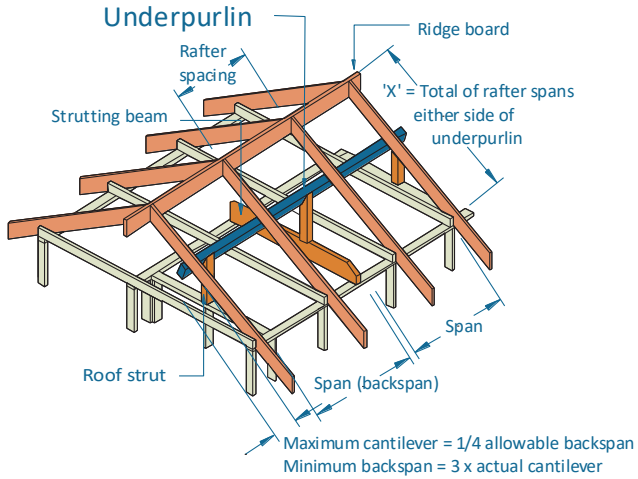 Underpurlin
Ridge board
Rafter
spacing
'X' = Total of rafter spans
either side of
underpurlin
Strutting beam
Span
Roof strut
Span (backspan)
Maximum cantilever = 1/4 allowable backspan
Minimum backspan = 3 x actual cantilever